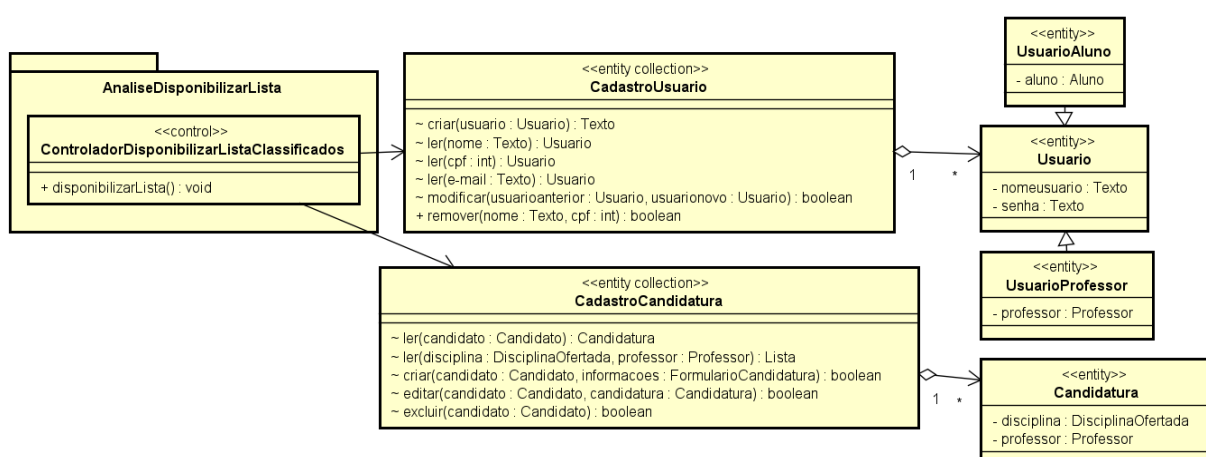 AnaliseDisponibilizarLista
<<control>>
ControladorDisponibilizarListaClassificados
+ disponibilizarLista() : void
<<entity collection>>
CadastroUsuario
~ criar(usuario : Usuario) : Texto
~ ler(nome : Texto) : Usuario
~ ler(cpf : int) : Usuario
~ ler(e-mail : Texto) : Usuario
~ modificar(usuarioanterior : Usuario, usuarionovo : Usuario) : boolean
+ remover(nome : Texto, cpf : int) : boolean
1
*
<<entity>>
UsuarioAluno
- aluno : Aluno
<<entity>>
Usuario
- nomeusuario : Texto
- senha : Texto
<<entity>>
UsuarioProfessor
- professor : Professor
<<entity collection>>
CadastroCandidatura
~ ler(candidato : Candidato) : Candidatura
~ ler(disciplina : DisciplinaOfertada, professor : Professor) : Lista
~ criar(candidato : Candidato, informacoes : FormularioCandidatura) : boolean
~ editar(candidato : Candidato, candidatura : Candidatura) : boolean
~ excluir(candidato : Candidato) : boolean
1
*
<<entity>>
Candidatura
- disciplina : DisciplinaOfertada
- professor : Professor